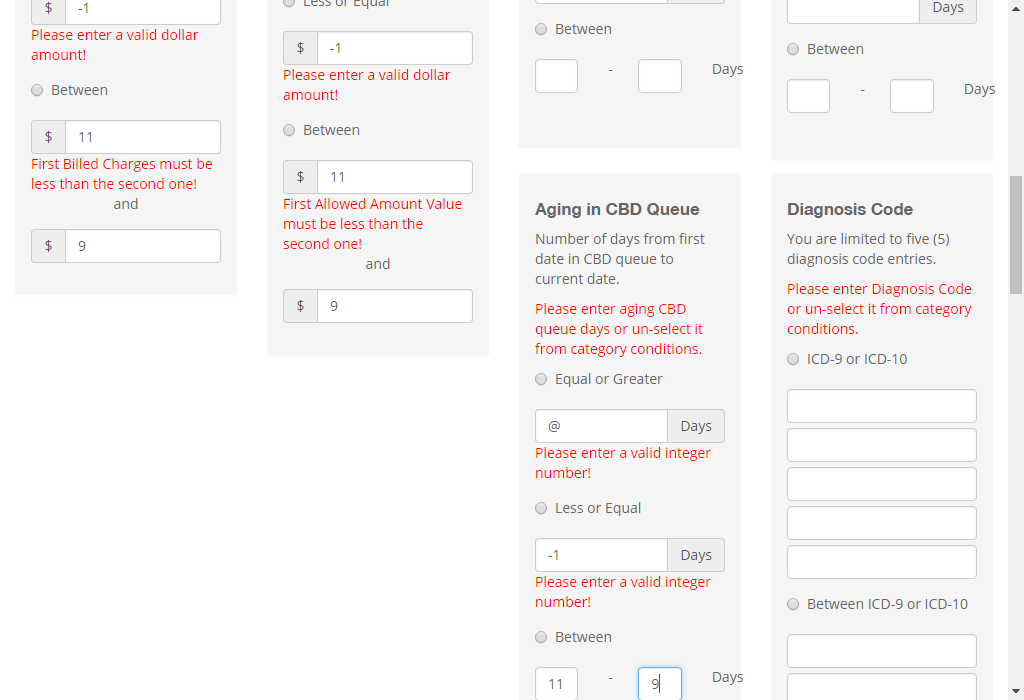 $ -1
Please enter a valid dollar
amount!
Between
$ 11
First Billed Charges must be
less than the second one!
and
$ 9
Less or Equal
$ -1
Please enter a valid dollar
amount!
Between
$ 11
First Allowed Amount Value
must be less than the
second one!
and
$ 9
Between
- Days
Aging in CBD Queue
Number of days from first
date in CBD queue to
current date.
Please enter aging CBD
queue days or un-select it
from category conditions.
Equal or Greater
@ Days
Please enter a valid integer
number!
Less or Equal
-1 Days
Please enter a valid integer
number!
Between
11 - 9 Days
Days
Between
- Days
Diagnosis Code
You are limited to five (5)
diagnosis code entries.
Please enter Diagnosis Code
or un-select it from category
conditions.
ICD-9 or ICD-10
Between ICD-9 or ICD-10